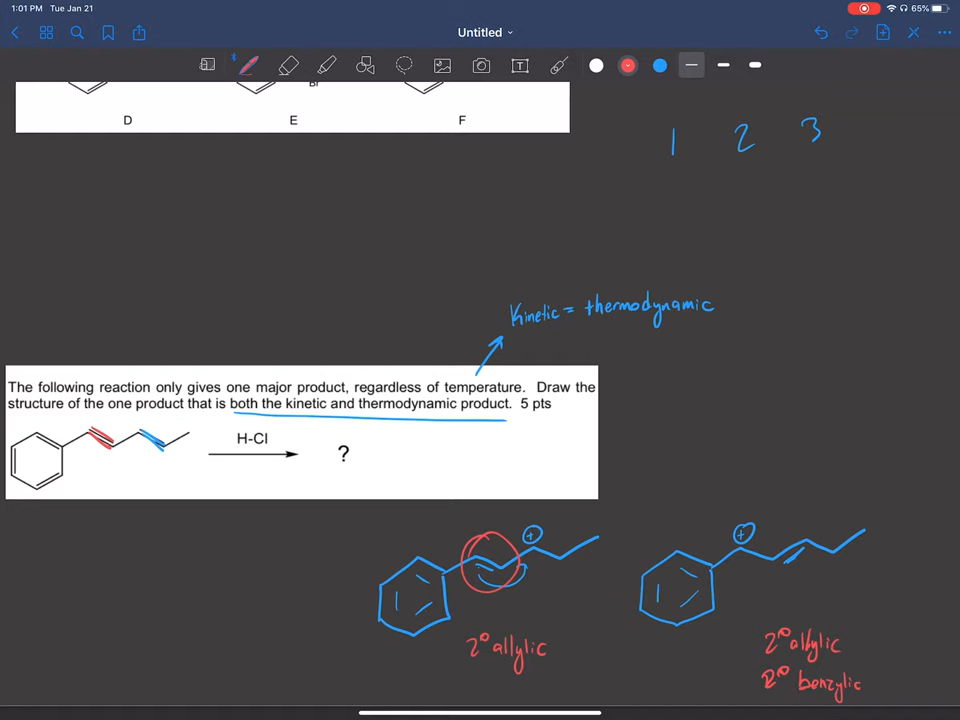 1:01 PM Tue Jan 21
65%
Untitled
T
Br
D E F
1 2 3
Kinetic = thermodynamic
The following reaction only gives one major product, regardless of temperature. Draw the
structure of the one product that is both the kinetic and thermodynamic product. 5 pts
H-Cl
?
+ +
2° allylic
2° allylic
2° benzylic